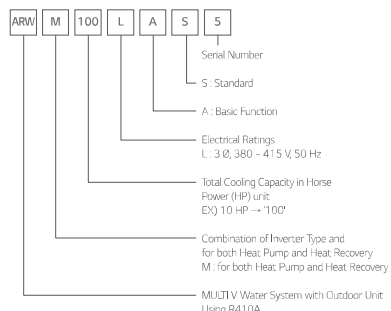 ARW M 100 L A S 5
Serial Number
S : Standard
A : Basic Function
Electrical Ratings
L : 3 Ø, 380 – 415 V, 50 Hz
Total Cooling Capacity in Horse
Power (HP) unit
EX) 10 HP → '100'
Combination of Inverter Type and
for both Heat Pump and Heat Recovery
M : for both Heat Pump and Heat Recovery
MULTI V Water System with Outdoor Unit
Using R410A